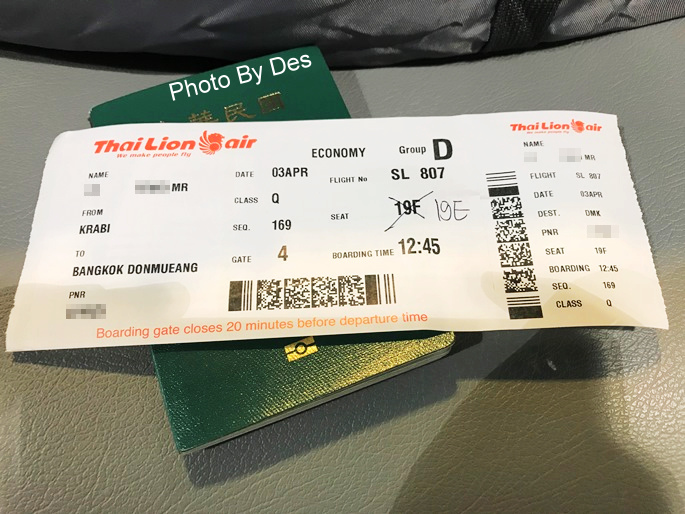 Photo By Des
華民
Thai Lion air
We make people fly
ECONOMY
Group D
NAME
MR
DATE 03APR
FLIGHT No SL 807
FROM
KRABI
CLASS Q
SEAT 19F 19E
TO
BANGKOK DONMUEANG
SEQ. 169
GATE 4
BOARDING TIME 12:45
PNR
Boarding gate closes 20 minutes before departure time
Thai Lion air
NAME
MR
FLIGHT SL 807
DATE 03APR
DEST. DMK
PNR
SEAT 19F
BOARDING 12:45
SEQ. 169
CLASS Q